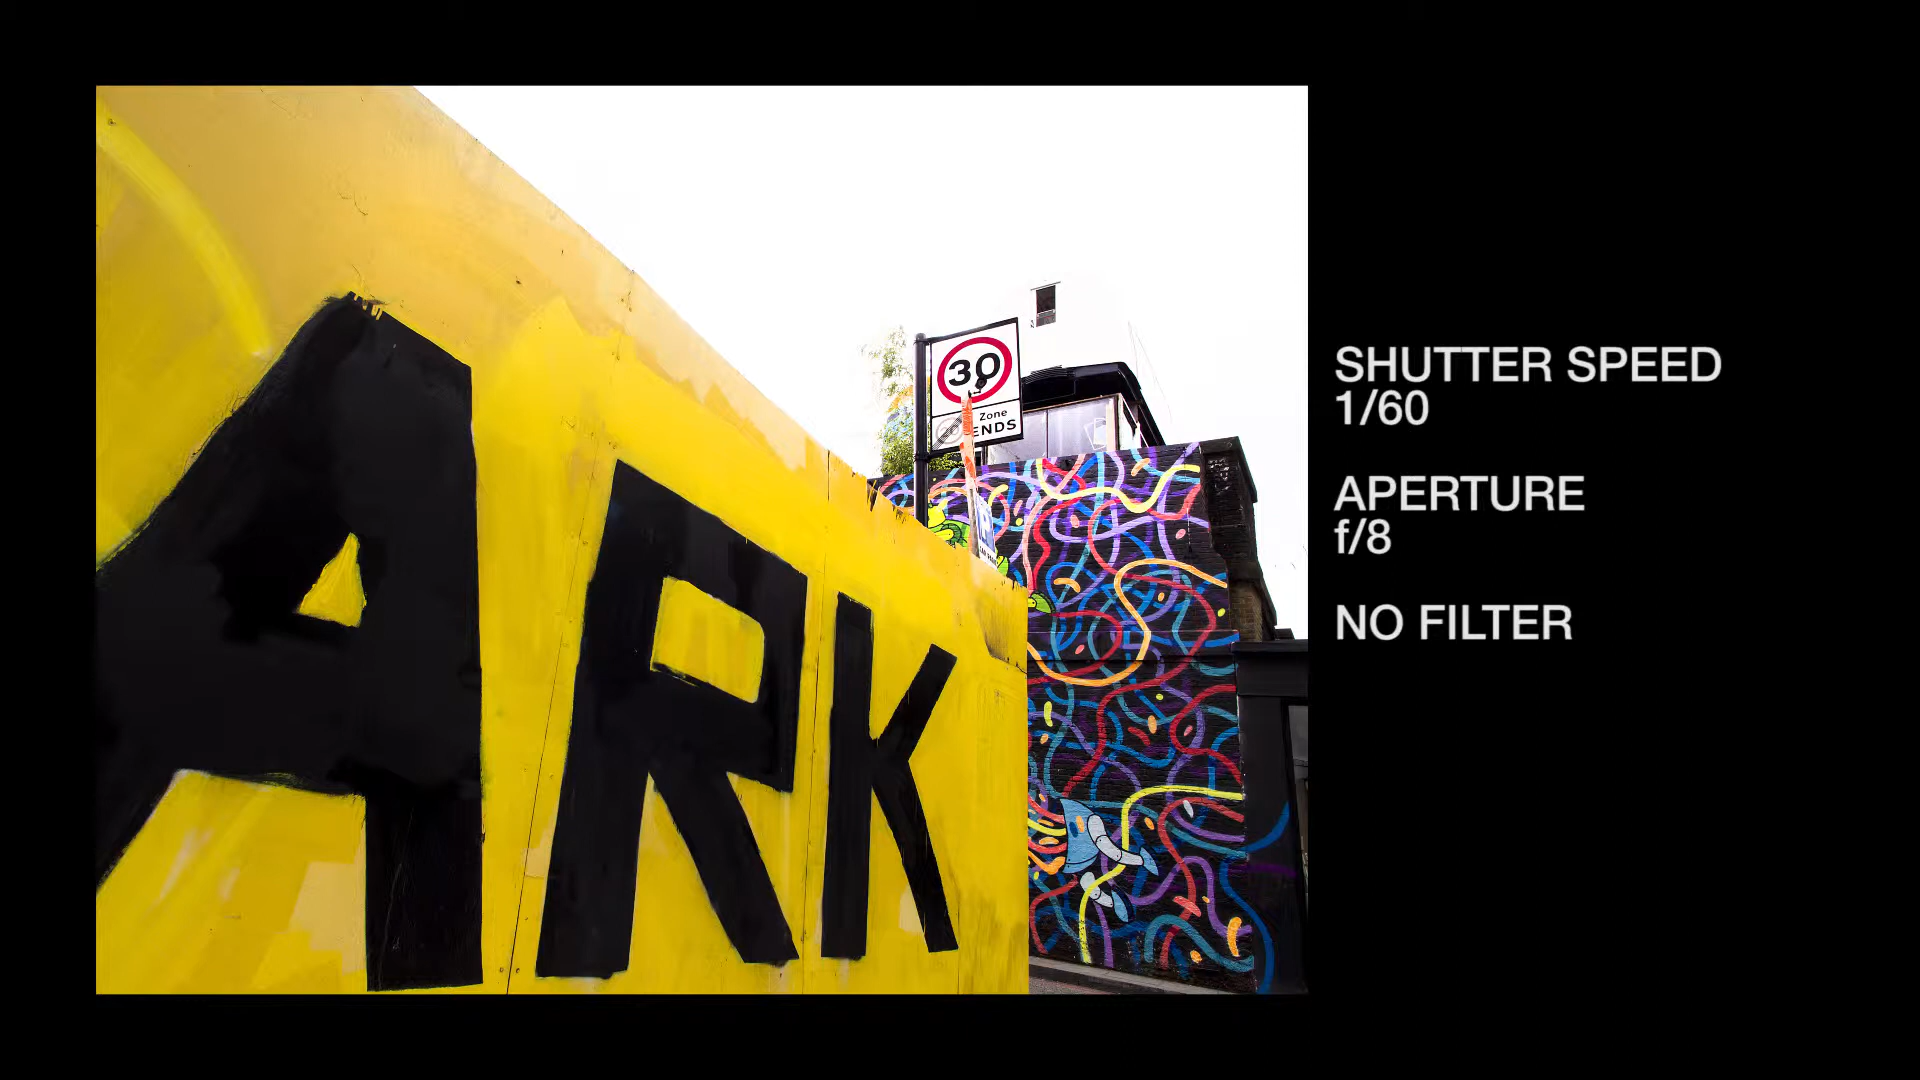 ARK
30
Zone
ENDS
SHUTTER SPEED
1/60
APERTURE
f/8
NO FILTER